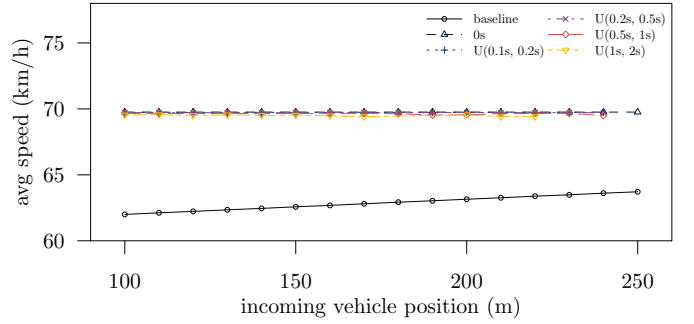 baseline
0s
U(0.1s, 0.2s)
U(0.2s, 0.5s)
U(0.5s, 1s)
U(1s, 2s)
avg speed (km/h)
75
70
65
60
100 150 200 250
incoming vehicle position (m)